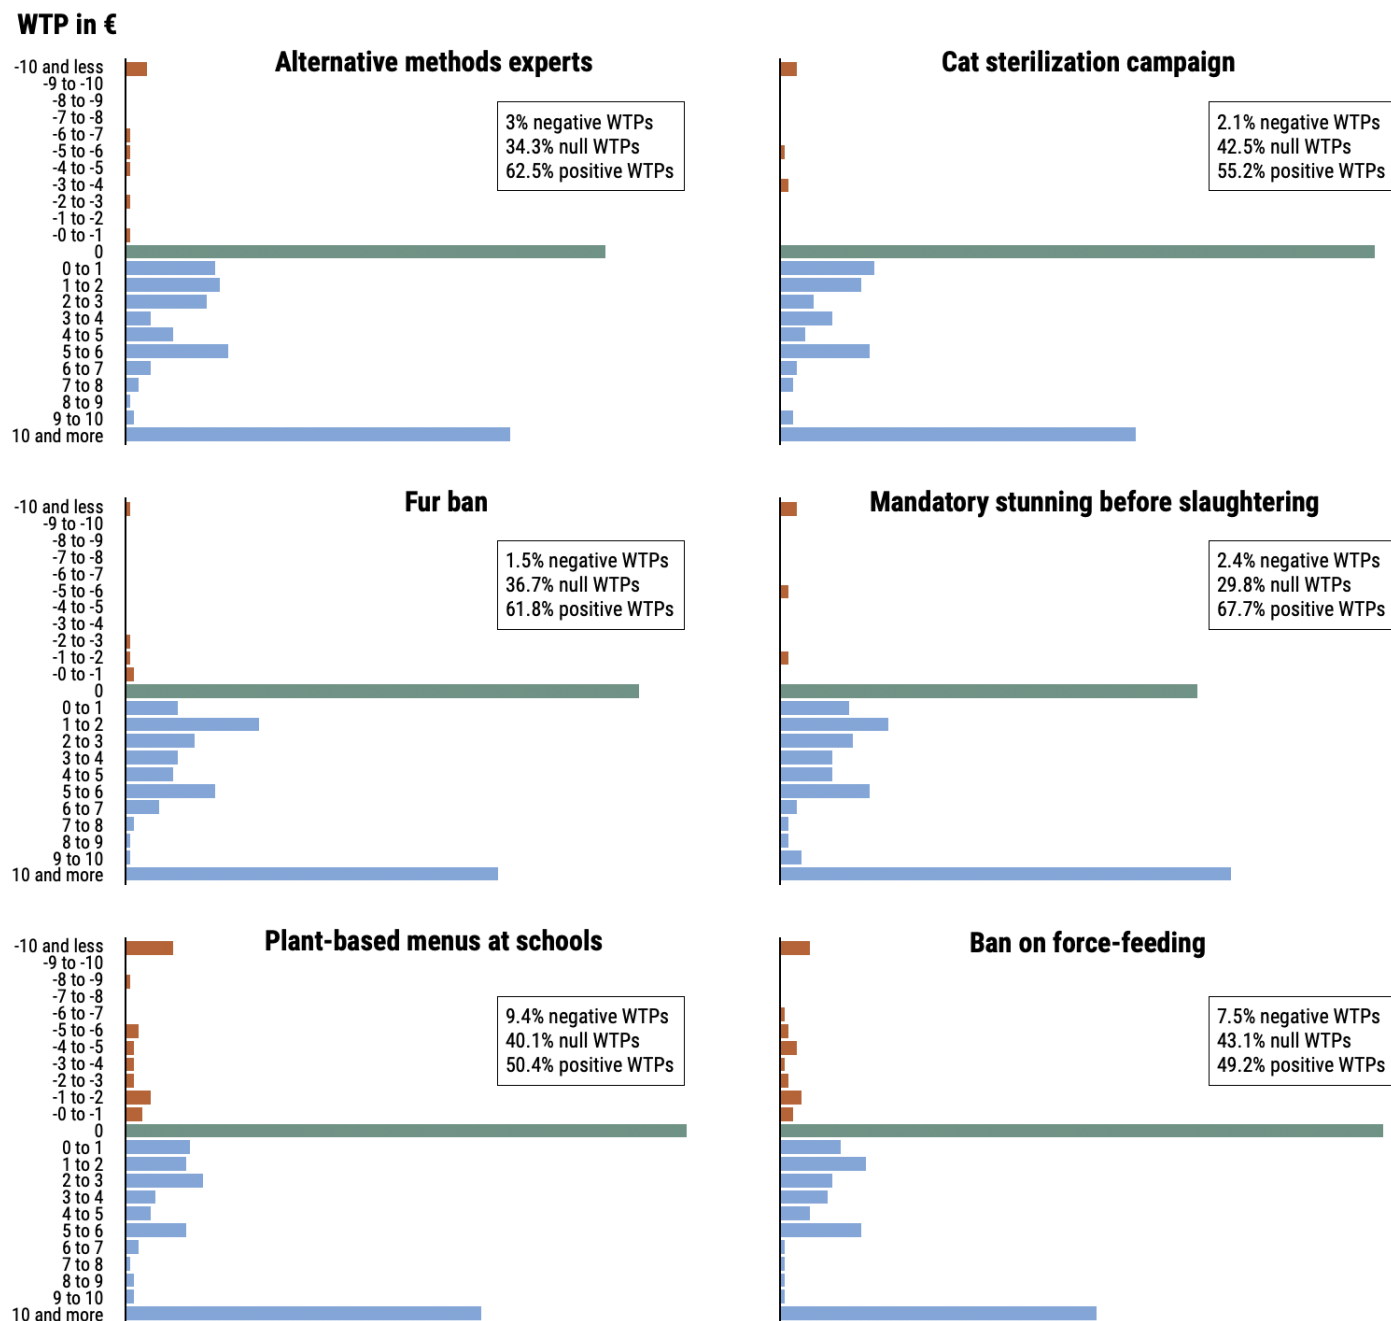 WTP in €
Alternative methods experts
-10 and less
-9 to -10
-8 to -9
-7 to -8
-6 to -7
-5 to -6
-4 to -5
-3 to -4
-2 to -3
-1 to -2
-0 to -1
0
0 to 1
1 to 2
2 to 3
3 to 4
4 to 5
5 to 6
6 to 7
7 to 8
8 to 9
9 to 10
10 and more
3% negative WTPs
34.3% null WTPs
62.5% positive WTPs
Cat sterilization campaign
2.1% negative WTPs
42.5% null WTPs
55.2% positive WTPs
Fur ban
-10 and less
-9 to -10
-8 to -9
-7 to -8
-6 to -7
-5 to -6
-4 to -5
-3 to -4
-2 to -3
-1 to -2
-0 to -1
0
0 to 1
1 to 2
2 to 3
3 to 4
4 to 5
5 to 6
6 to 7
7 to 8
8 to 9
9 to 10
10 and more
1.5% negative WTPs
36.7% null WTPs
61.8% positive WTPs
Mandatory stunning before slaughtering
2.4% negative WTPs
29.8% null WTPs
67.7% positive WTPs
Plant-based menus at schools
-10 and less
-9 to -10
-8 to -9
-7 to -8
-6 to -7
-5 to -6
-4 to -5
-3 to -4
-2 to -3
-1 to -2
-0 to -1
0
0 to 1
1 to 2
2 to 3
3 to 4
4 to 5
5 to 6
6 to 7
7 to 8
8 to 9
9 to 10
10 and more
9.4% negative WTPs
40.1% null WTPs
50.4% positive WTPs
Ban on force-feeding
7.5% negative WTPs
43.1% null WTPs
49.2% positive WTPs